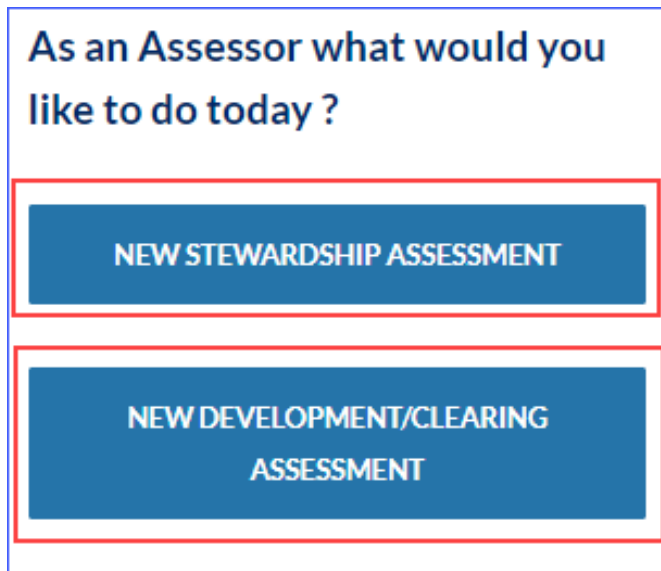 As an Assessor what would you
like to do today ?
NEW STEWARDSHIP ASSESSMENT
NEW DEVELOPMENT/CLEARING
ASSESSMENT